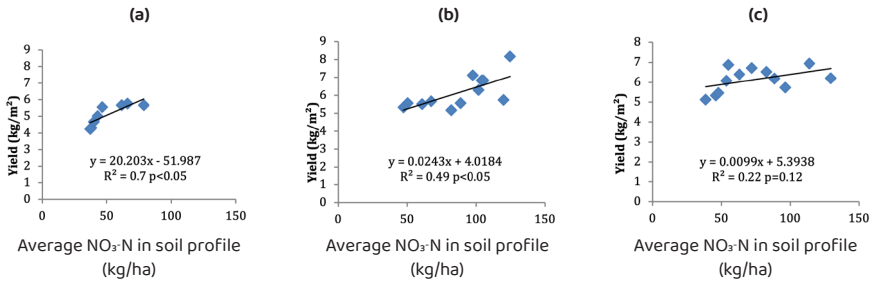 (a)
9
8
7
6
5
4
3
2
1
0
Yield (kg/m²)
y = 20.203x - 51.987
R² = 0.7 p<0.05
0 50 100 150
Average NO₃-N in soil profile
(kg/ha)
(b)
9
8
7
6
5
4
3
2
1
0
Yield (kg/m²)
y = 0.0243x + 4.0184
R² = 0.49 p<0.05
0 50 100 150
Average NO₃-N in soil profile
(kg/ha)
(c)
8
7
6
5
4
3
2
1
0
Yield (kg/m²)
y = 0.0099x + 5.3938
R² = 0.22 p=0.12
0 50 100 150
Average NO₃-N in soil profile
(kg/ha)